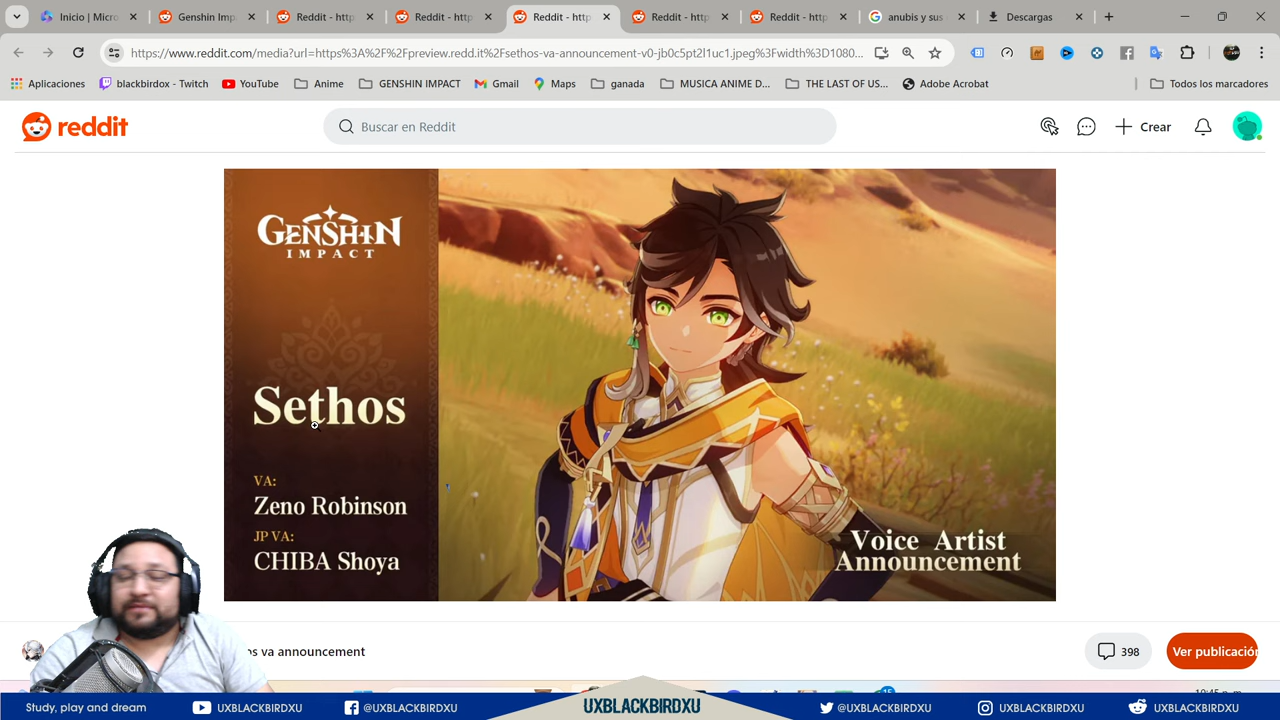 Inicio | Micro
Genshin Imp
Reddit - http
Reddit - http
Reddit - http
Reddit - http
Reddit - http
anubis y sus
Descargas
https://www.reddit.com/media?url=https%3A%2F%2Fpreview.redd.it%2Fsethos-va-announcement-v0-jb0c5pt2l1uc1.jpeg%3Fwidth%3D1080...
Aplicaciones
blackbirdox - Twitch
YouTube
Anime
GENSHIN IMPACT
Gmail
Maps
ganada
MUSICA ANIME D...
THE LAST OF US...
Adobe Acrobat
Todos los marcadores
reddit
Buscar en Reddit
Crear
GENSHIN
IMPACT
Sethos
VA:
Zeno Robinson
JP VA:
CHIBA Shoya
Voice Artist
Announcement
os va announcement
398
Ver publicación
15
Study, play and dream
UXBLACKBIRDXU
@UXBLACKBIRDXU
UXBLACKBIRDXU
@UXBLACKBIRDXU
UXBLACKBIRDXU
UXBLACKBIRDXU